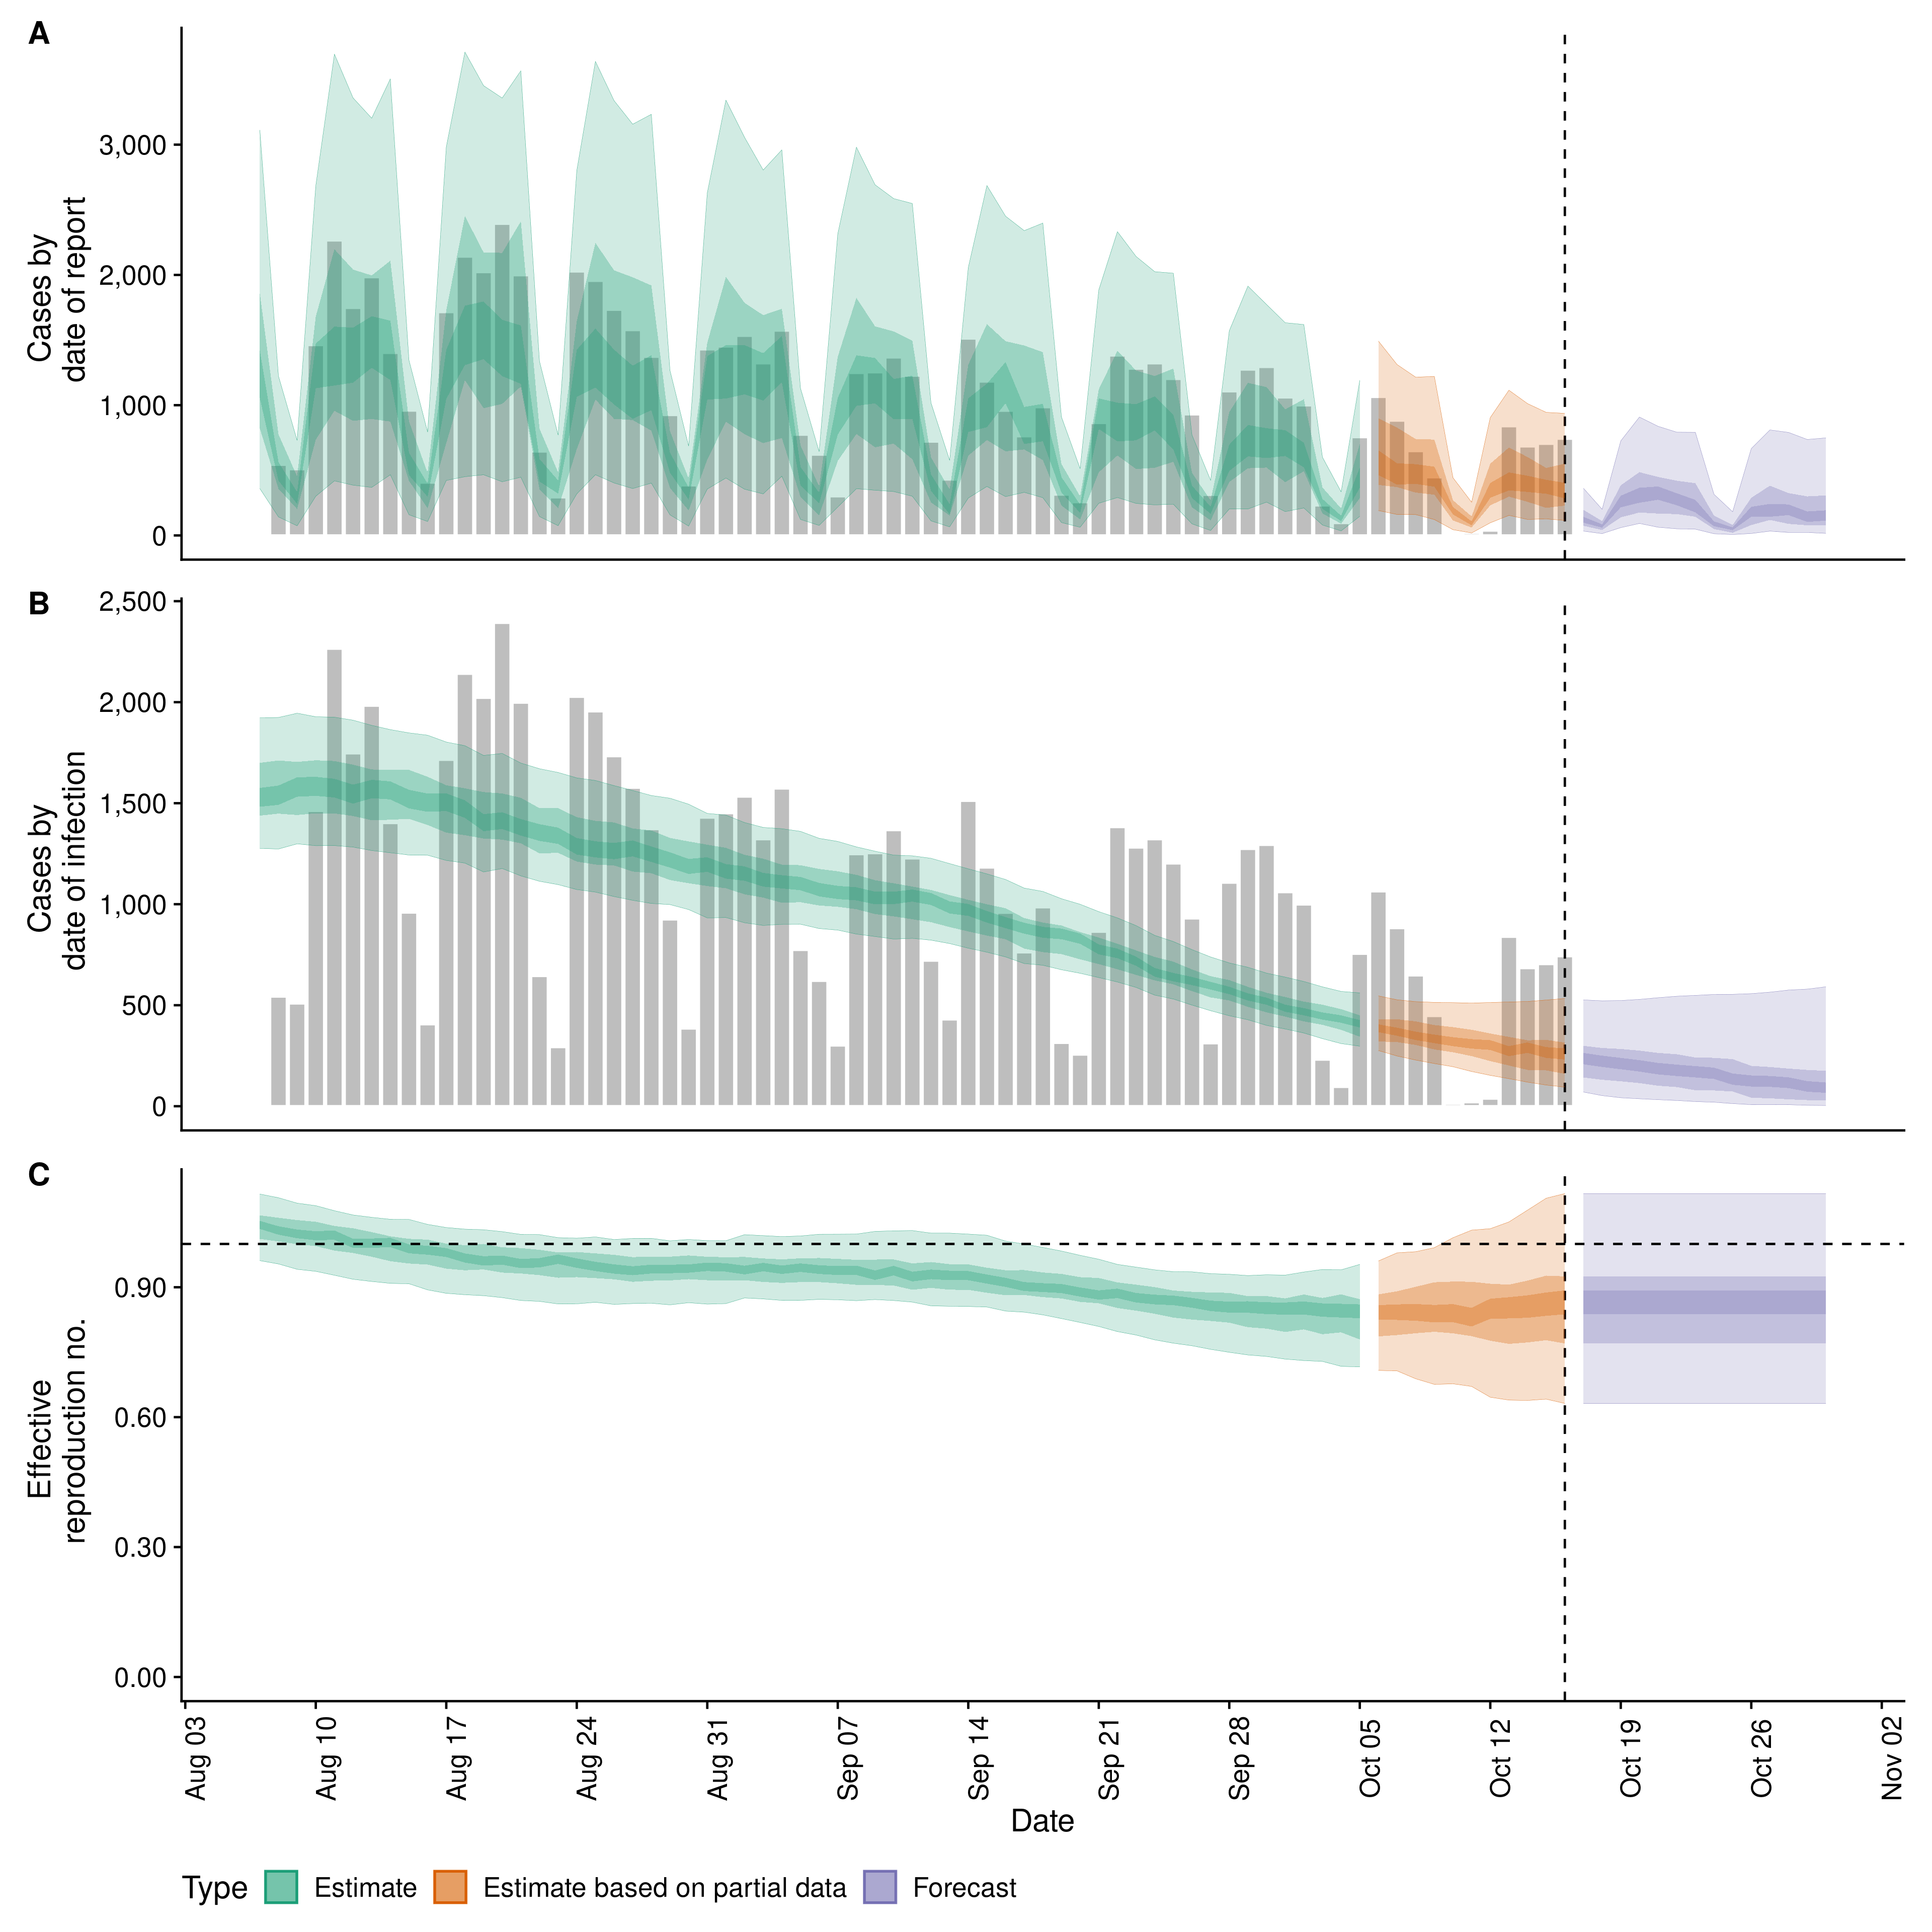 A
Cases by
date of report
3,000
2,000
1,000
0
B
Cases by
date of infection
2,500
2,000
1,500
1,000
500
0
C
Effective
reproduction no.
0.90
0.60
0.30
0.00
Aug 03
Aug 10
Aug 17
Aug 24
Aug 31
Sep 07
Sep 14
Sep 21
Sep 28
Oct 05
Oct 12
Oct 19
Oct 26
Nov 02
Date
Type Estimate Estimate based on partial data Forecast